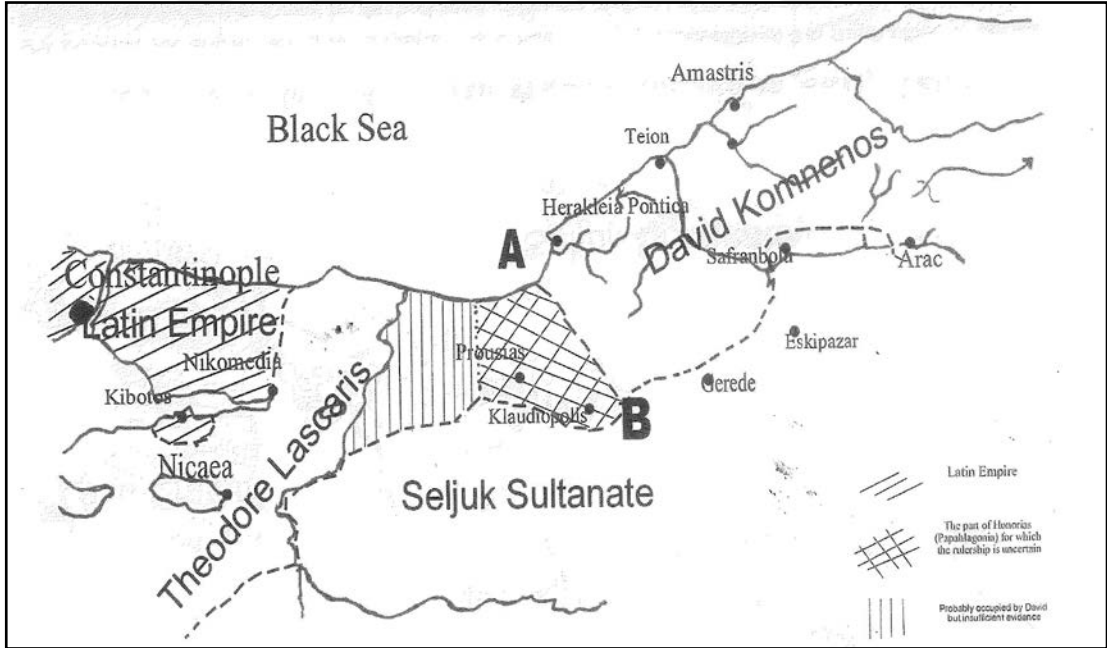 Amastris
Black Sea
Teion
David Komnenos
Herakleia Pontica
A
Safranbolu
Arac
Constantinople
Latin Empire
Nikomedia
Kibotos
Nicaea
Theodore Lascaris
Prousias
Klaudiopolis
B
Eskipazar
Gerede
Seljuk Sultanate
Latin Empire
The part of Honorias
(Papahlagonia) for which
the rulership is uncertain
Probably occupied by David
but insufficient evidence